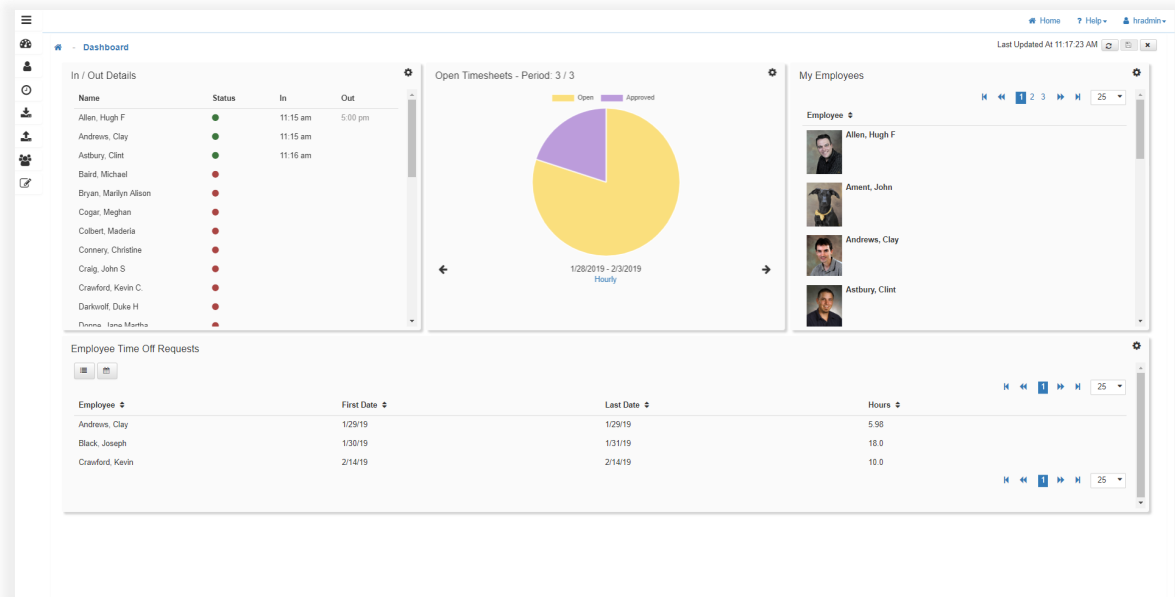 Home ? Help hradmin
- Dashboard
Last Updated At 11:17:23 AM
In / Out Details
Name Status In Out
Allen, Hugh F 11:15 am 5:00 pm
Andrews, Clay 11:15 am
Astbury, Clint 11:16 am
Baird, Michael
Bryan, Marilyn Alison
Cogar, Meghan
Colbert, Maderia
Connery, Christine
Craig, John S
Crawford, Kevin C.
Darkwolf, Duke H
Donne, Jane Martha
Open Timesheets - Period: 3 / 3
Open Approved
1/28/2019 - 2/3/2019
Hourly
My Employees
1 2 3 25
Employee
Allen, Hugh F
Ament, John
Andrews, Clay
Astbury, Clint
Employee Time Off Requests
1 25
Employee First Date Last Date Hours
Andrews, Clay 1/29/19 1/29/19 5.98
Black, Joseph 1/30/19 1/31/19 18.0
Crawford, Kevin 2/14/19 2/14/19 10.0
1 25